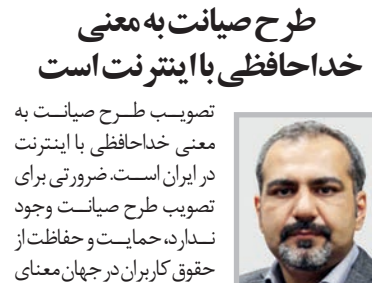 طرح صیانت به معنی
خداحافظی با اینترنت است
تصویب طرح صیانت به
معنی خداحافظی با اینترنت
در ایران است. ضرورتی برای
تصویب طرح صیانت وجود
ندارد، حمایت و حفاظت از
حقوق کاربران در جهان معنای